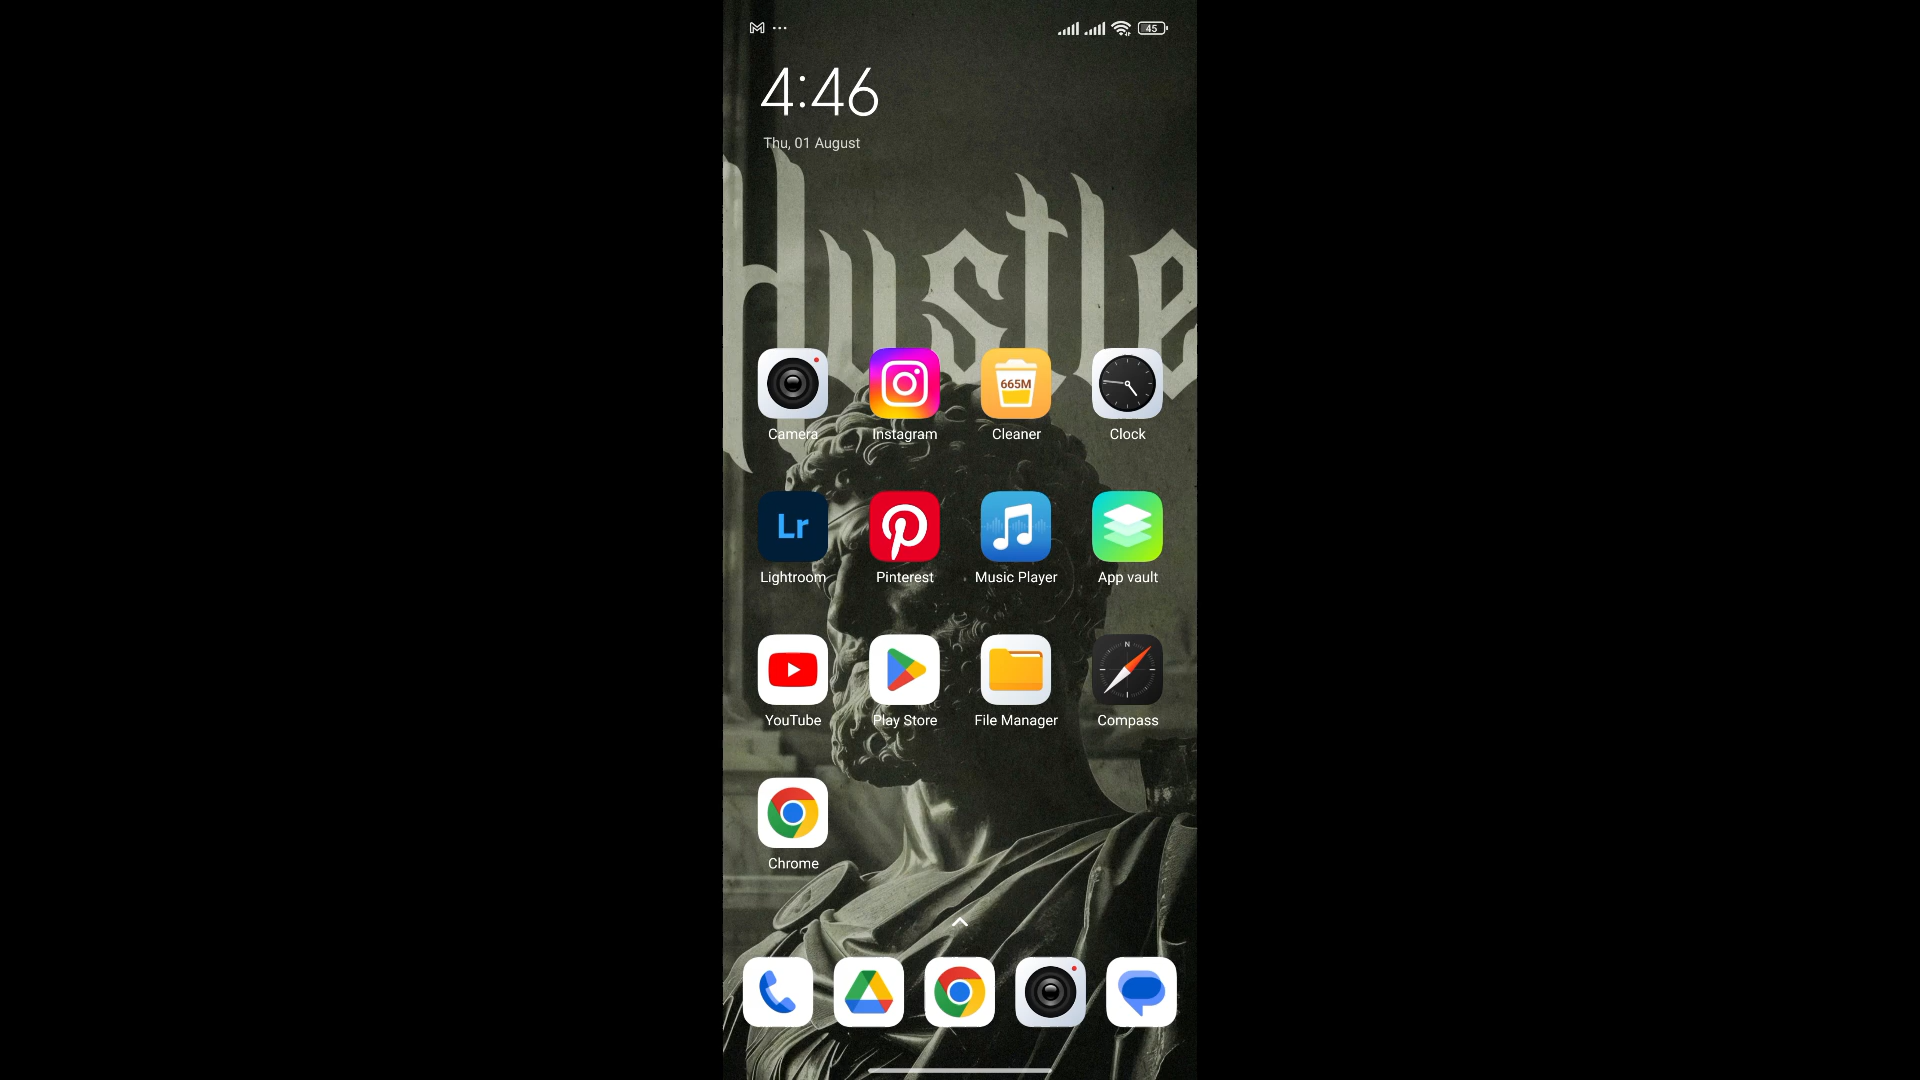 45
4:46
Thu, 01 August
Hustle
665M
Camera
Instagram
Cleaner
Clock
Lr
Lightroom
Pinterest
Music Player
App vault
N
YouTube
Play Store
File Manager
Compass
Chrome